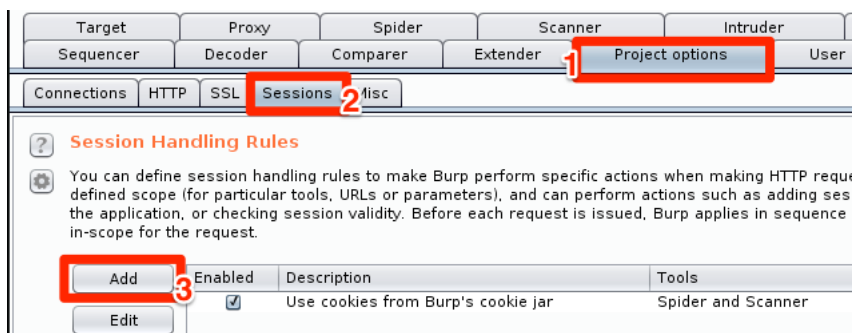 Target Proxy Spider Scanner Intruder
Sequencer Decoder Comparer Extender 1 Project options User
Connections HTTP SSL Sessions 2 Misc
? Session Handling Rules
You can define session handling rules to make Burp perform specific actions when making HTTP reque
defined scope (for particular tools, URLs or parameters), and can perform actions such as adding ses
the application, or checking session validity. Before each request is issued, Burp applies in sequence
in-scope for the request.
Add 3 Enabled Description Tools
Use cookies from Burp's cookie jar Spider and Scanner
Edit